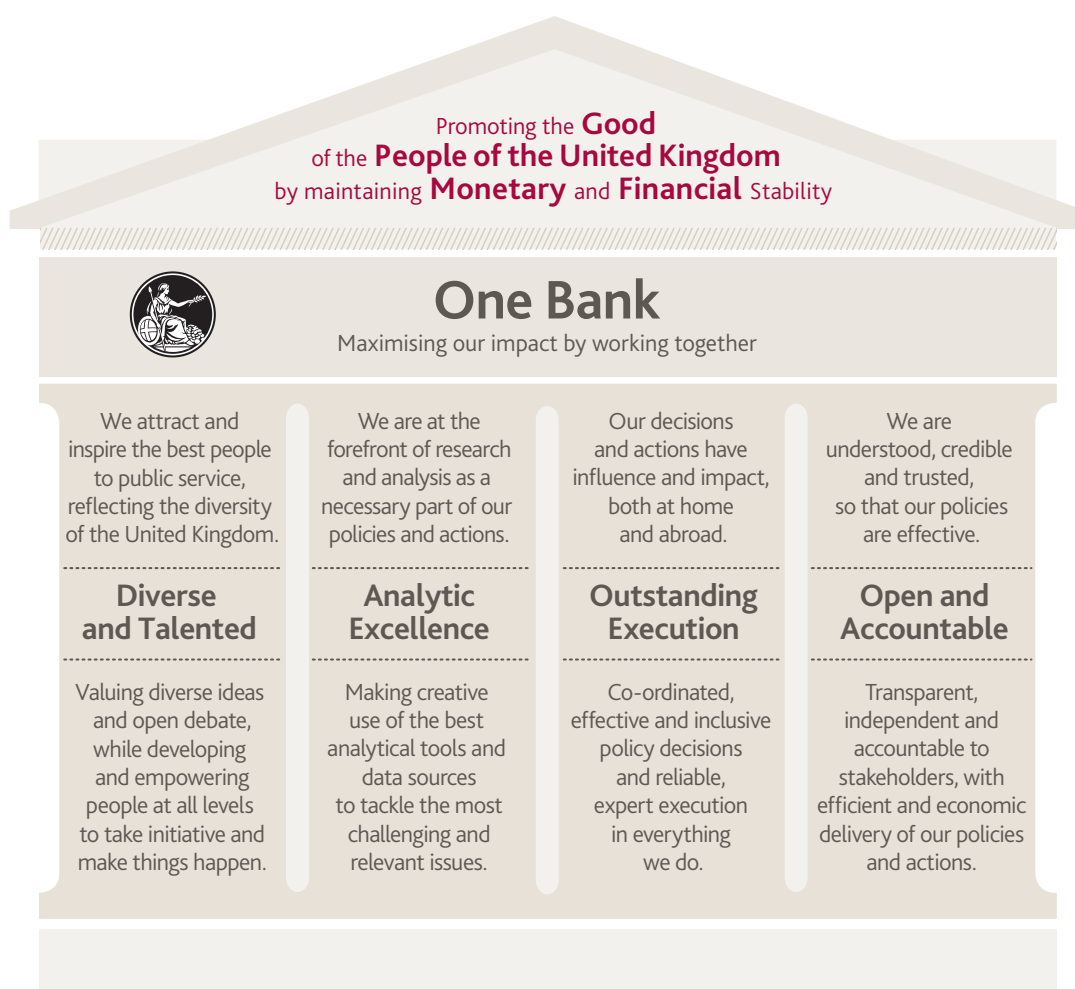 Promoting the Good
of the People of the United Kingdom
by maintaining Monetary and Financial Stability
One Bank
Maximising our impact by working together
We attract and
inspire the best people
to public service,
reflecting the diversity
of the United Kingdom.
Diverse
and Talented
Valuing diverse ideas
and open debate,
while developing
and empowering
people at all levels
to take initiative and
make things happen.
We are at the
forefront of research
and analysis as a
necessary part of our
policies and actions.
Analytic
Excellence
Making creative
use of the best
analytical tools and
data sources
to tackle the most
challenging and
relevant issues.
Our decisions
and actions have
influence and impact,
both at home
and abroad.
Outstanding
Execution
Co-ordinated,
effective and inclusive
policy decisions
and reliable,
expert execution
in everything
we do.
We are
understood, credible
and trusted,
so that our policies
are effective.
Open and
Accountable
Transparent,
independent and
accountable to
stakeholders, with
efficient and economic
delivery of our policies
and actions.